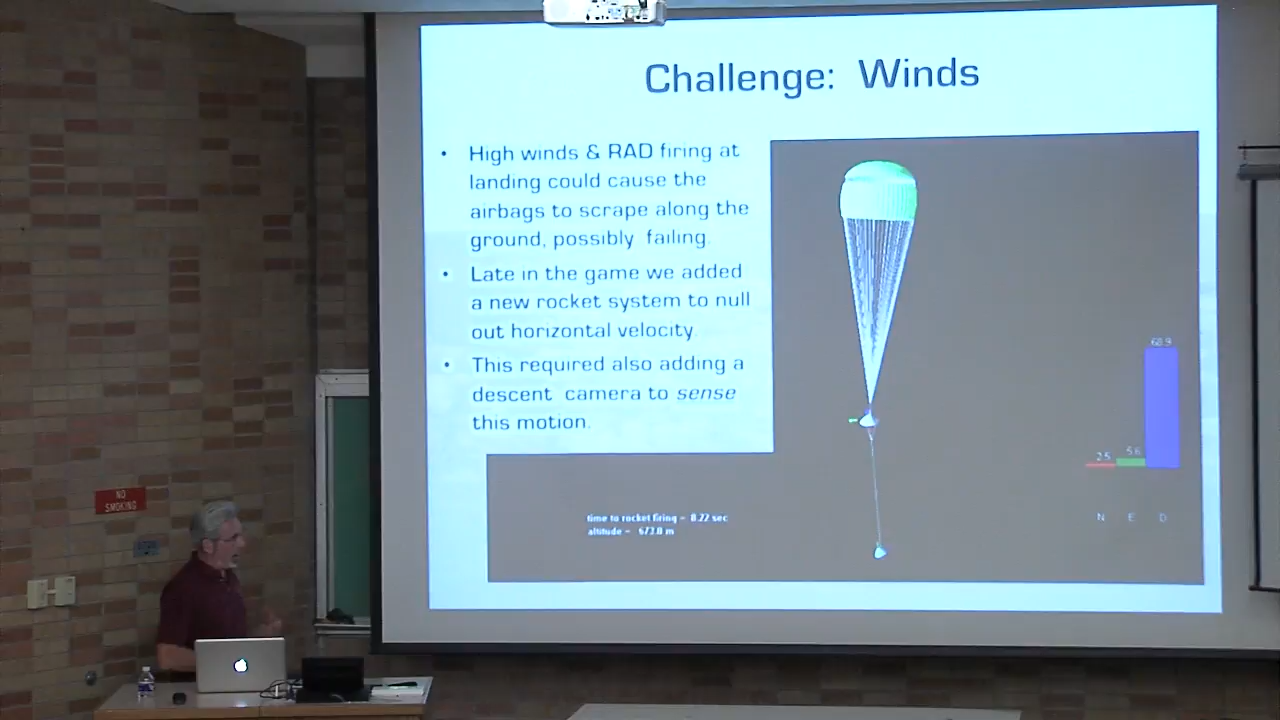 Challenge: Winds
• High winds & RAD firing at
landing could cause the
airbags to scrape along the
ground, possibly failing.
• Late in the game we added
a new rocket system to null
out horizontal velocity.
• This required also adding a
descent camera to sense
this motion.
68.9
2.5 5.6
N E D
time to rocket firing = 8.22 sec
altitude = 673.8 m
NO
SMOKING